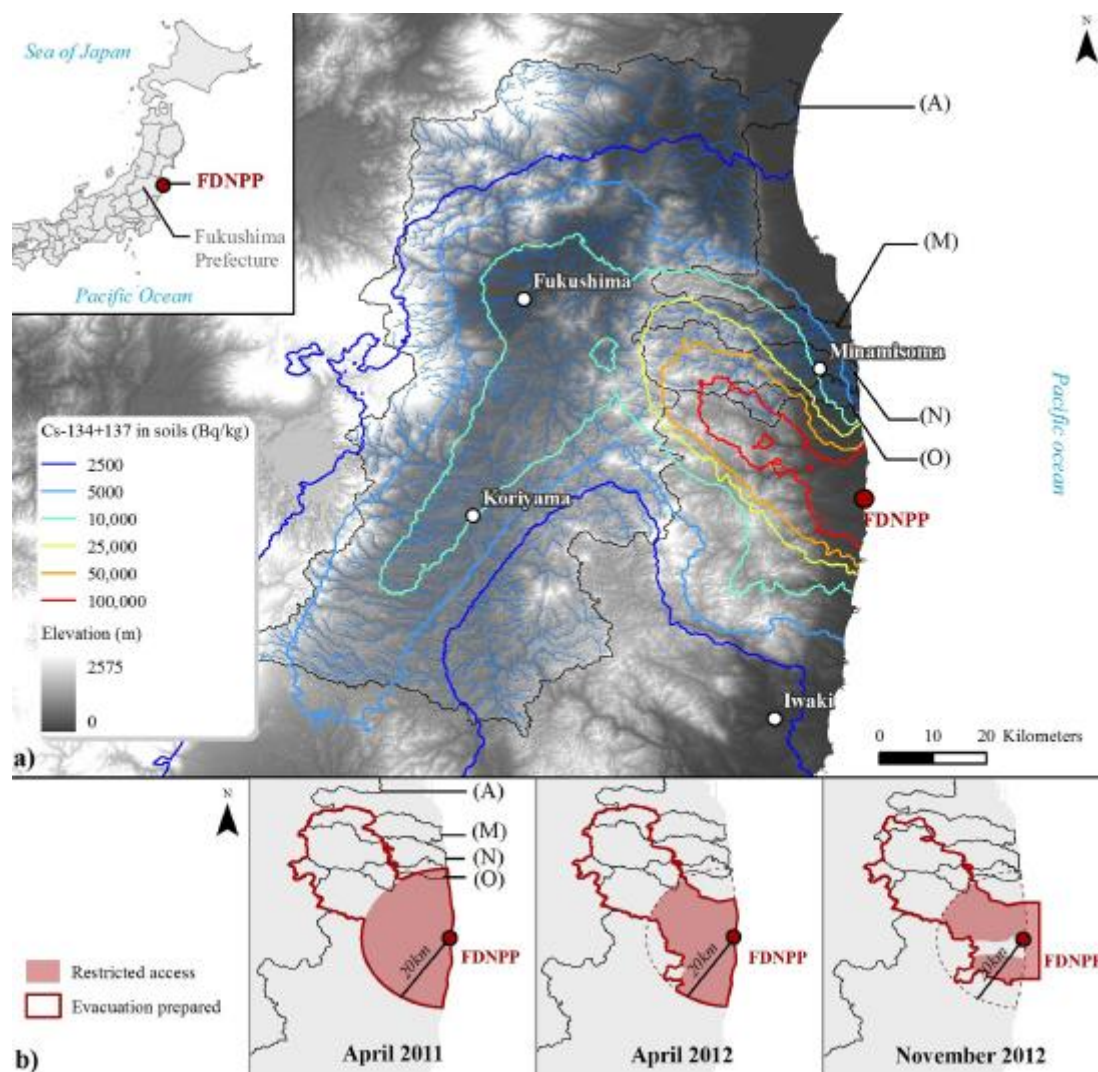 N
Sea of Japan
FDNPP
Fukushima
Prefecture
Pacific Ocean
(A)
(M)
Fukushima
Minamisoma
Pacific ocean
(N)
(O)
Cs-134+137 in soils (Bq/kg)
2500
5000
10,000
25,000
50,000
100,000
Koriyama
FDNPP
Elevation (m)
2575
0
Iwaki
0 10 20 Kilometers
a)
N
(A)
(M)
(N)
(O)
20km
FDNPP
20km
FDNPP
20km
FDNPP
Restricted access
Evacuation prepared
b)
April 2011
April 2012
November 2012